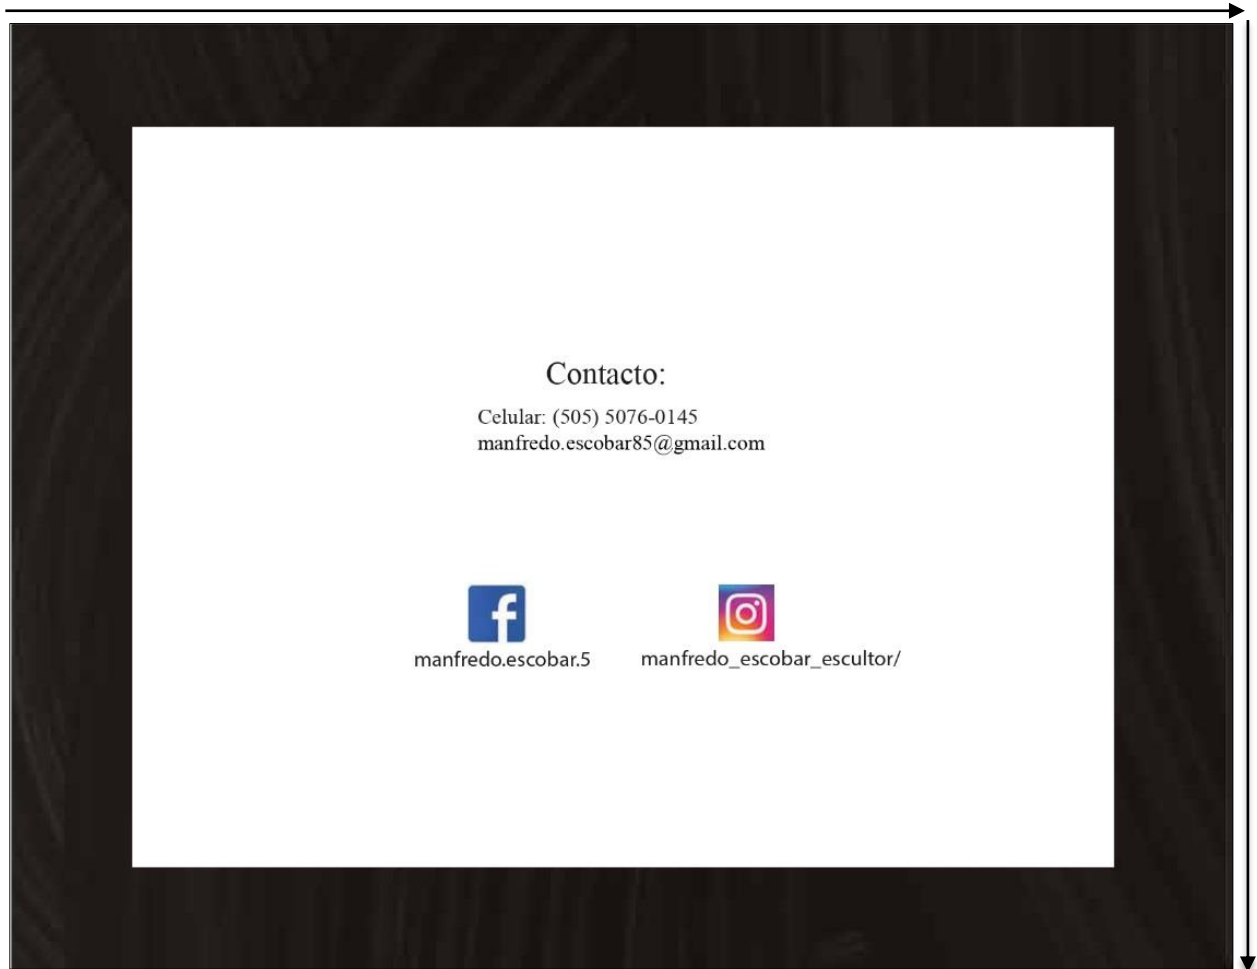 Contacto:
Celular: (505) 5076-0145
manfredo.escobar85@gmail.com
manfredo.escobar.5
manfredo_escobar_escultor/